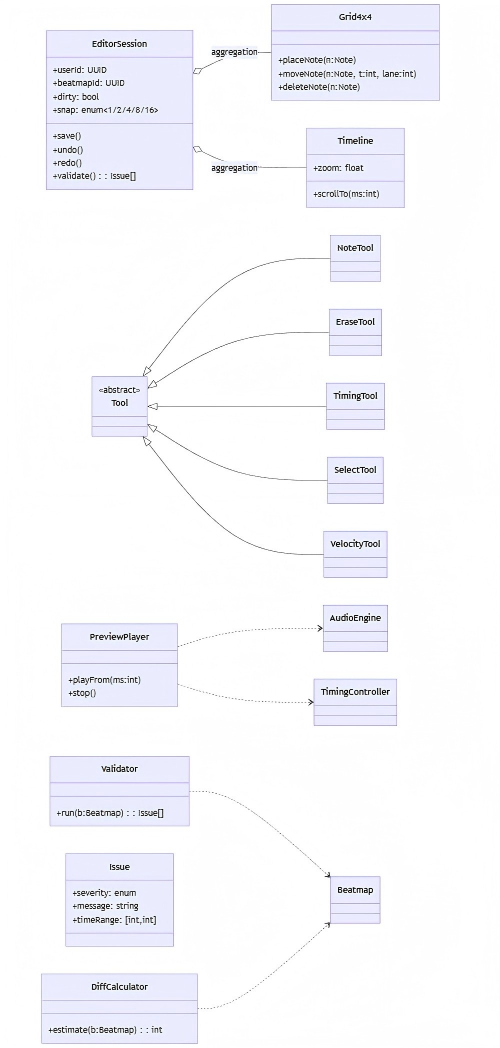 EditorSession
+userId: UUID
+beatmapId: UUID
+dirty: bool
+snap: enum<1/2/4/8/16>
+save()
+undo()
+redo()
+validate() : : Issue[]
aggregation
Grid4x4
+placeNote(n:Note)
+moveNote(n:Note, t:int, lane:int)
+deleteNote(n:Note)
aggregation
Timeline
+zoom: float
+scrollTo(ms:int)
NoteTool
EraseTool
«abstract»
Tool
TimingTool
SelectTool
VelocityTool
PreviewPlayer
+playFrom(ms:int)
+stop()
AudioEngine
TimingController
Validator
+run(b:Beatmap) : : Issue[]
Issue
+severity: enum
+message: string
+timeRange: [int,int]
Beatmap
DiffCalculator
+estimate(b:Beatmap) : : int